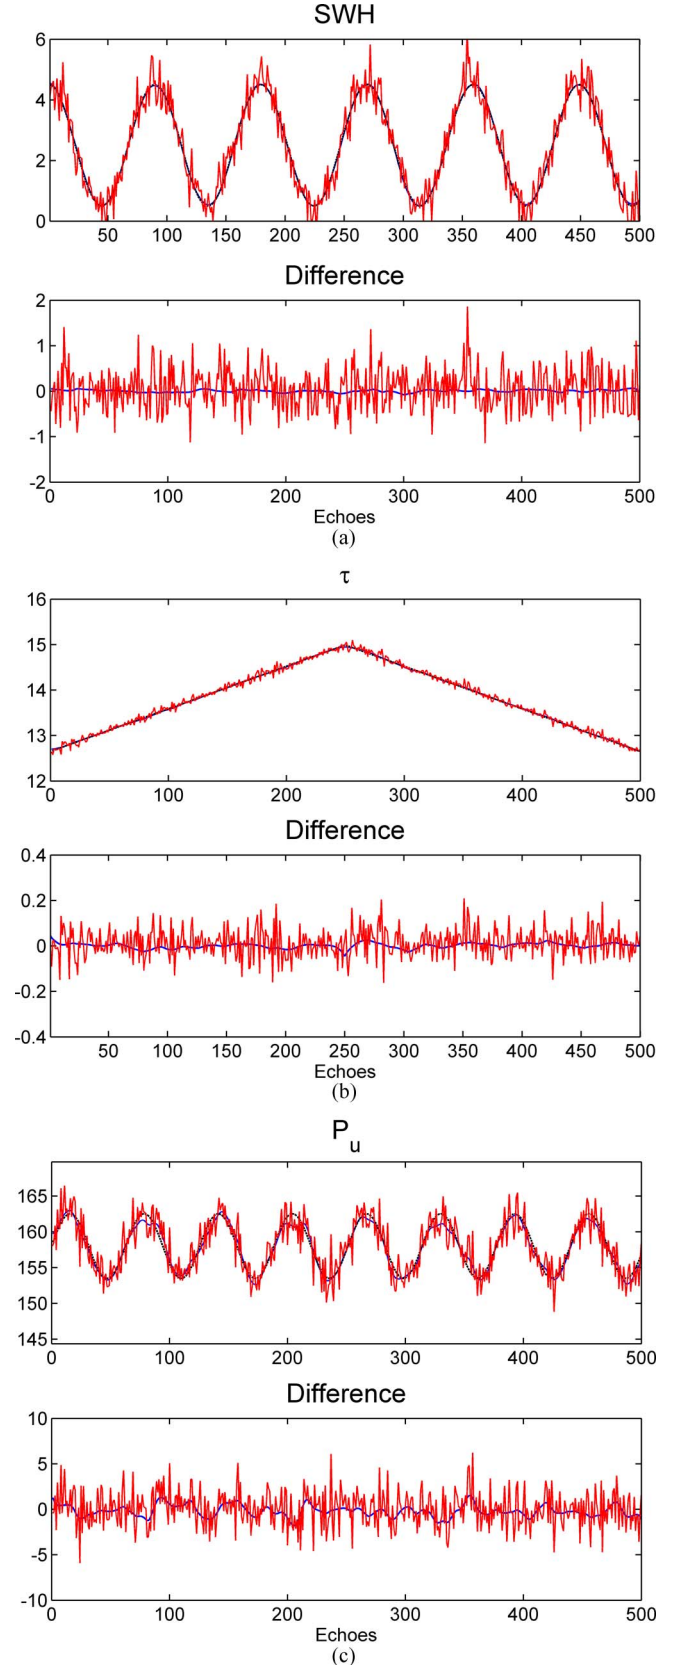 SWH
6
4
2
0
50 100 150 200 250 300 350 400 450 500
Difference
2
1
0
-1
-2
0 100 200 300 400 500
Echoes
(a)
τ
16
15
14
13
12
0 100 200 300 400 500
Difference
0.4
0.2
0
-0.2
-0.4
50 100 150 200 250 300 350 400 450 500
Echoes
(b)
P_u
165
160
155
150
145
0 100 200 300 400 500
Difference
10
5
0
-5
-10
0 100 200 300 400 500
Echoes
(c)